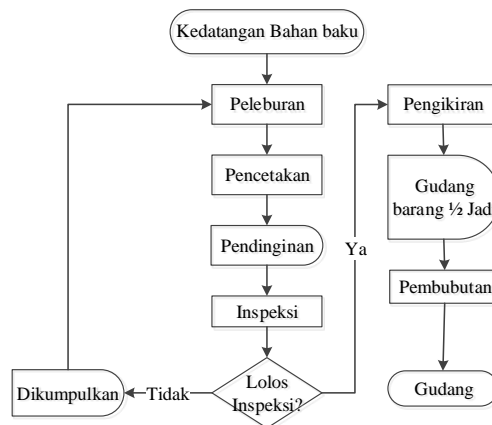 Kedatangan Bahan baku
Peleburan
Pencetakan
Pendinginan
Inspeksi
Lolos
Inspeksi?
Tidak
Dikumpulkan
Ya
Pengikiran
Gudang
barang ½ Jad
Pembubutan
Gudang